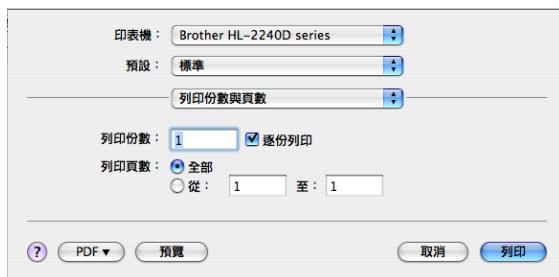 印表機： Brother HL-2240D series
預設： 標準
列印份數與頁數
列印份數： 1 逐份列印
列印頁數： 全部
從： 1 至： 1
? PDF▼ 預覽 取消 列印